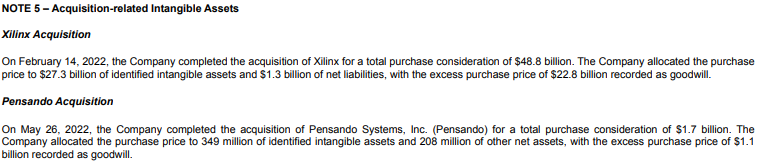 NOTE 5 – Acquisition-related Intangible Assets
Xilinx Acquisition
On February 14, 2022, the Company completed the acquisition of Xilinx for a total purchase consideration of $48.8 billion. The Company allocated the purchase
price to $27.3 billion of identified intangible assets and $1.3 billion of net liabilities, with the excess purchase price of $22.8 billion recorded as goodwill.
Pensando Acquisition
On May 26, 2022, the Company completed the acquisition of Pensando Systems, Inc. (Pensando) for a total purchase consideration of $1.7 billion. The
Company allocated the purchase price to 349 million of identified intangible assets and 208 million of other net assets, with the excess purchase price of $1.1
billion recorded as goodwill.